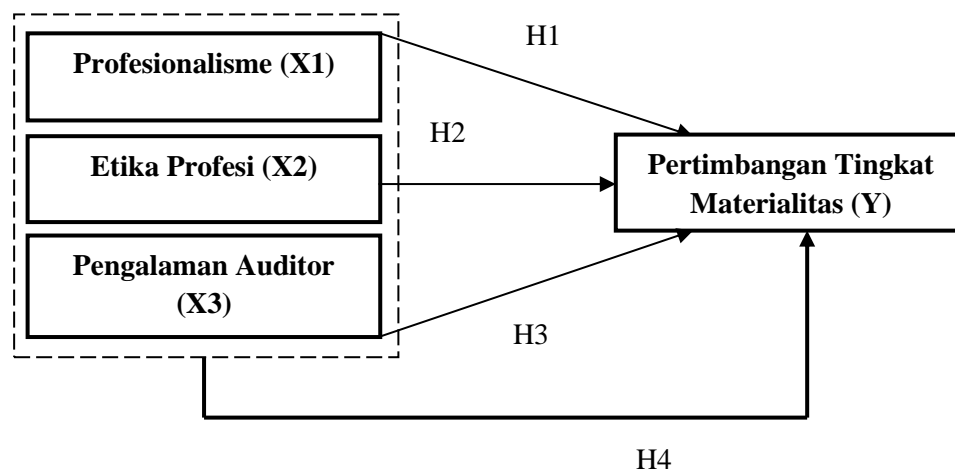 H1
Profesionalisme (X1)
H2
Etika Profesi (X2)
Pertimbangan Tingkat
Materialitas (Y)
Pengalaman Auditor
(X3)
H3
H4